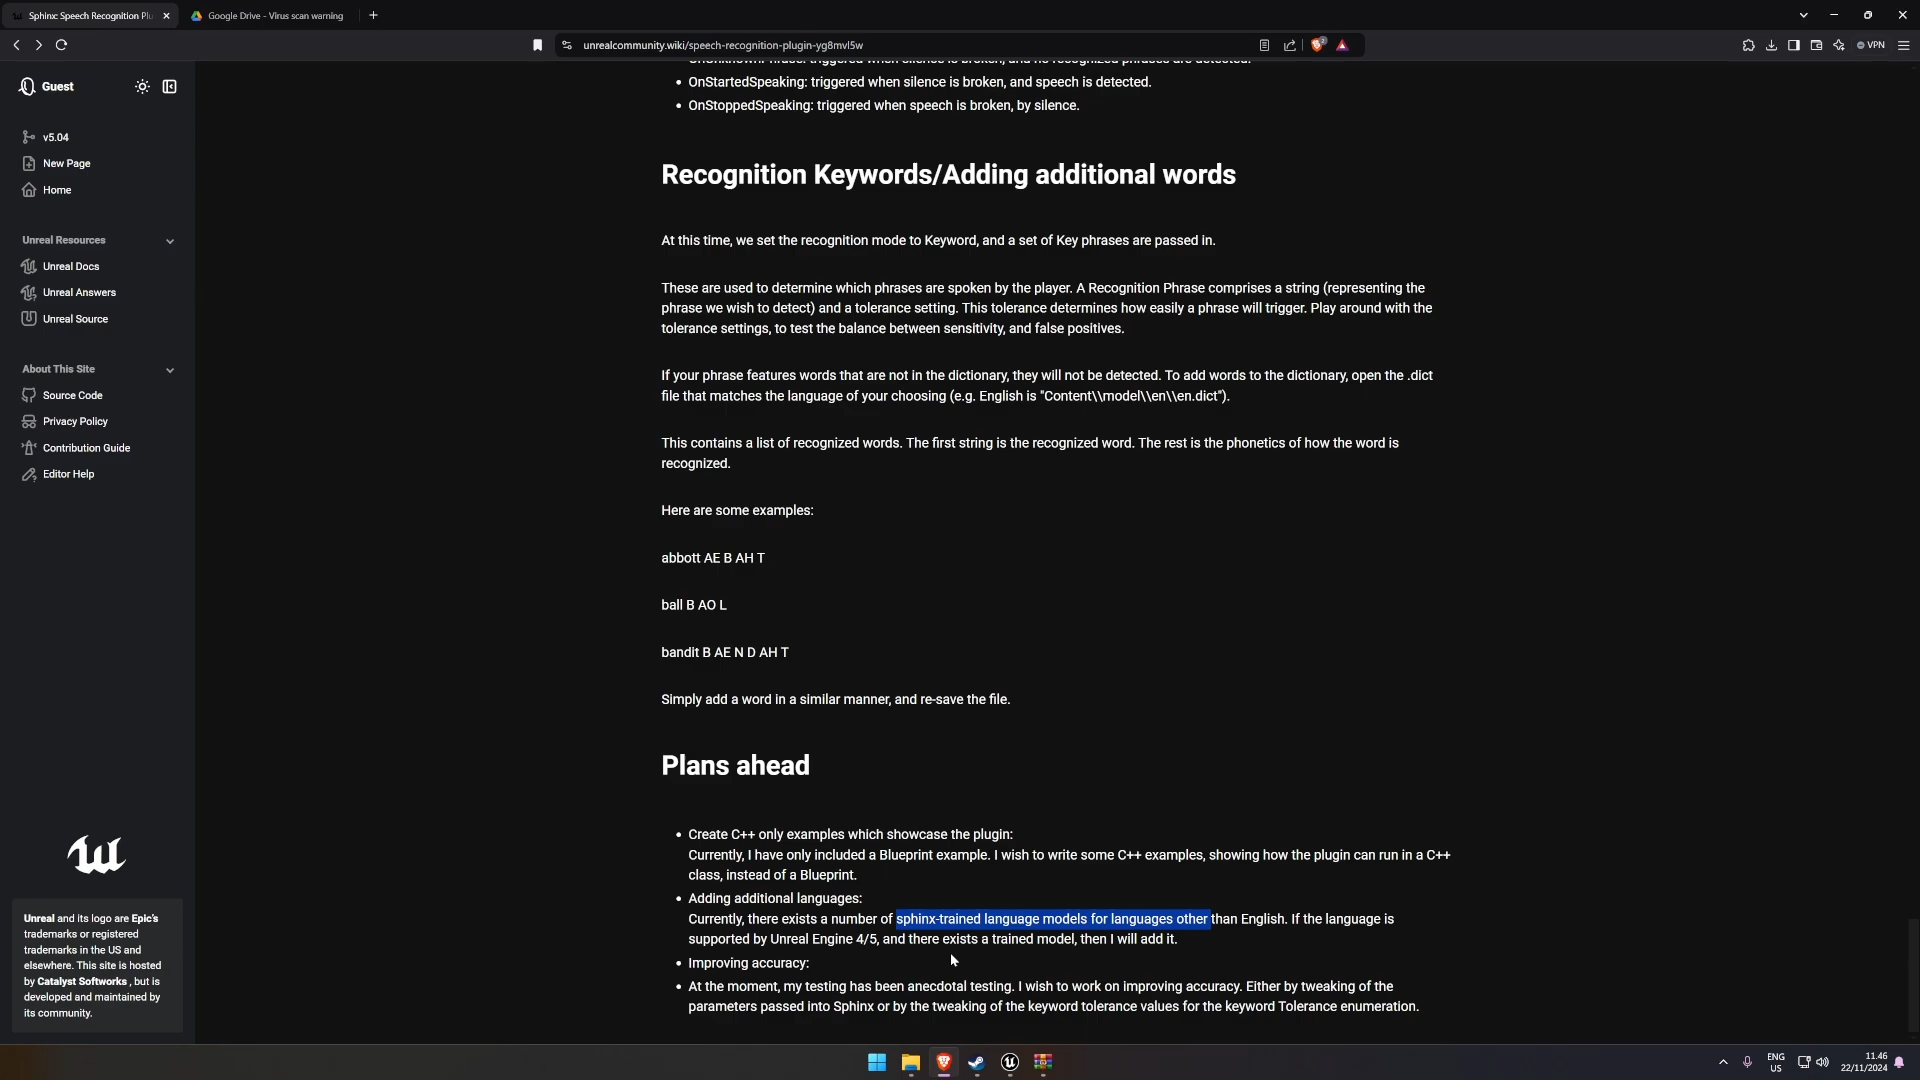 Sphinx: Speech Recognition Plu
Google Drive - Virus scan warning
unrealcommunity.wiki/speech-recognition-plugin-yg8mvl5w
VPN
Guest
v5.04
New Page
Home
Unreal Resources
Unreal Docs
Unreal Answers
Unreal Source
About This Site
Source Code
Privacy Policy
Contribution Guide
Editor Help
Unreal and its logo are Epic's
trademarks or registered
trademarks in the US and
elsewhere. This site is hosted
by Catalyst Softworks , but is
developed and maintained by
its community.
OnUnknownPhrase: triggered when silence is broken, and no recognized phrases are detected.
• OnStartedSpeaking: triggered when silence is broken, and speech is detected.
• OnStoppedSpeaking: triggered when speech is broken, by silence.
Recognition Keywords/Adding additional words
At this time, we set the recognition mode to Keyword, and a set of Key phrases are passed in.
These are used to determine which phrases are spoken by the player. A Recognition Phrase comprises a string (representing the
phrase we wish to detect) and a tolerance setting. This tolerance determines how easily a phrase will trigger. Play around with the
tolerance settings, to test the balance between sensitivity, and false positives.
If your phrase features words that are not in the dictionary, they will not be detected. To add words to the dictionary, open the .dict
file that matches the language of your choosing (e.g. English is "Content\\model\\en\\en.dict").
This contains a list of recognized words. The first string is the recognized word. The rest is the phonetics of how the word is
recognized.
Here are some examples:
abbott AE B AH T
ball B AO L
bandit B AE N D AH T
Simply add a word in a similar manner, and re-save the file.
Plans ahead
• Create C++ only examples which showcase the plugin:
Currently, I have only included a Blueprint example. I wish to write some C++ examples, showing how the plugin can run in a C++
class, instead of a Blueprint.
• Adding additional languages:
Currently, there exists a number of sphinx-trained language models for languages other than English. If the language is
supported by Unreal Engine 4/5, and there exists a trained model, then I will add it.
• Improving accuracy:
• At the moment, my testing has been anecdotal testing. I wish to work on improving accuracy. Either by tweaking of the
parameters passed into Sphinx or by the tweaking of the keyword tolerance values for the keyword Tolerance enumeration.
ENG
US
11.46
22/11/2024